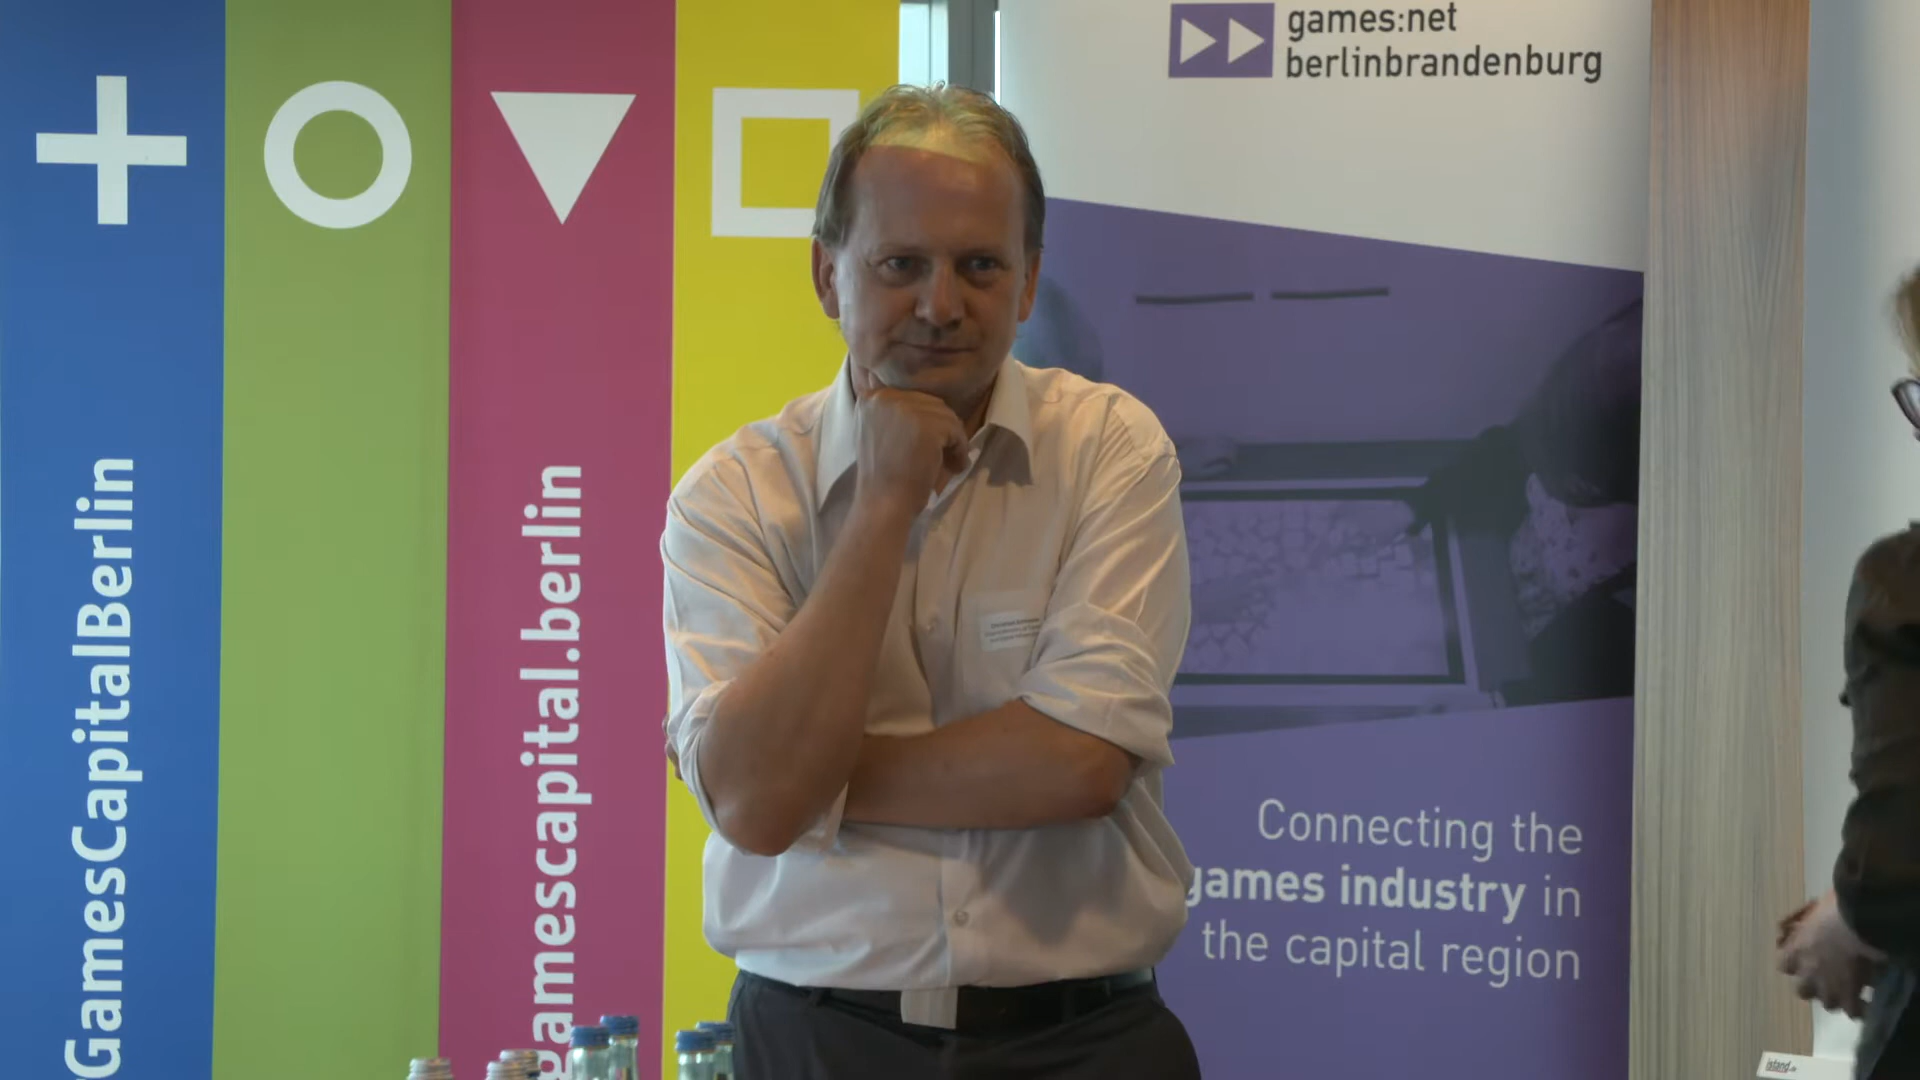 GamesCapitalBerlin
gamescapital.berlin
games:net
berlinbrandenburg
Connecting the
games industry in
the capital region